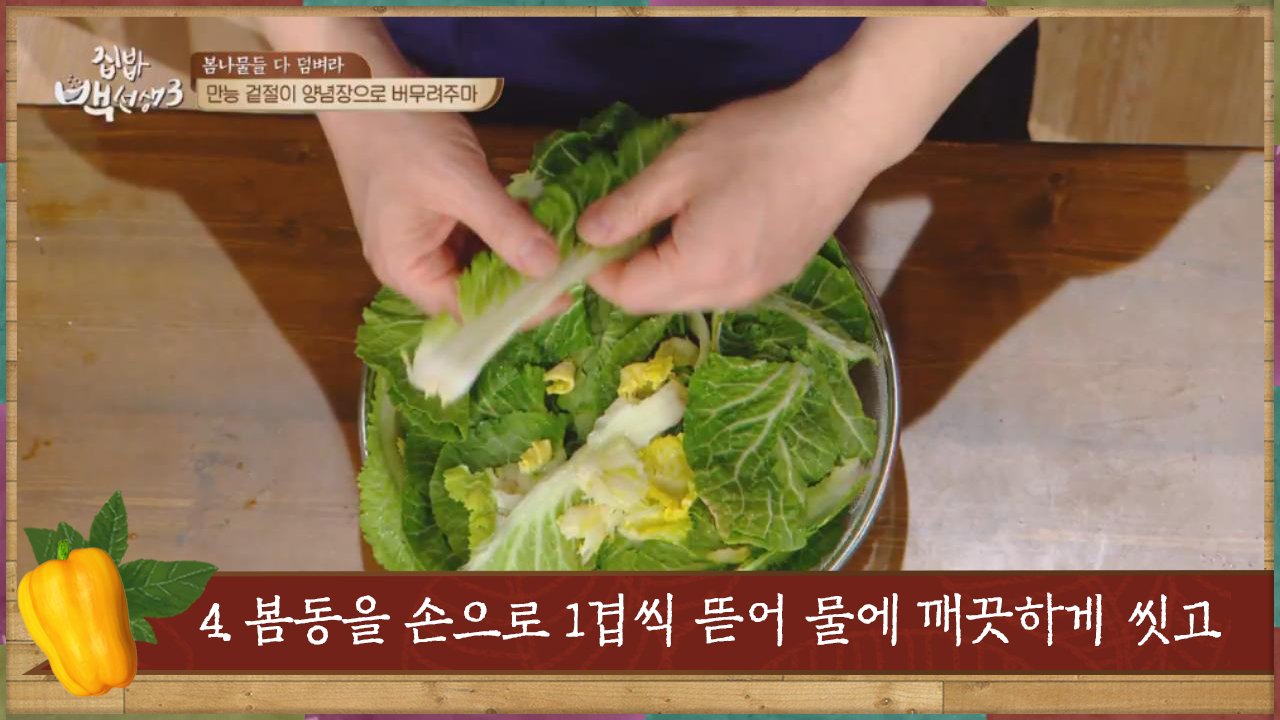 집밥
백선생3
봄나물들 다 덤벼라
만능 겉절이 양념장으로 버무려주마
4. 봄동을 손으로 1겹씩 뜯어 물에 깨끗하게 씻고